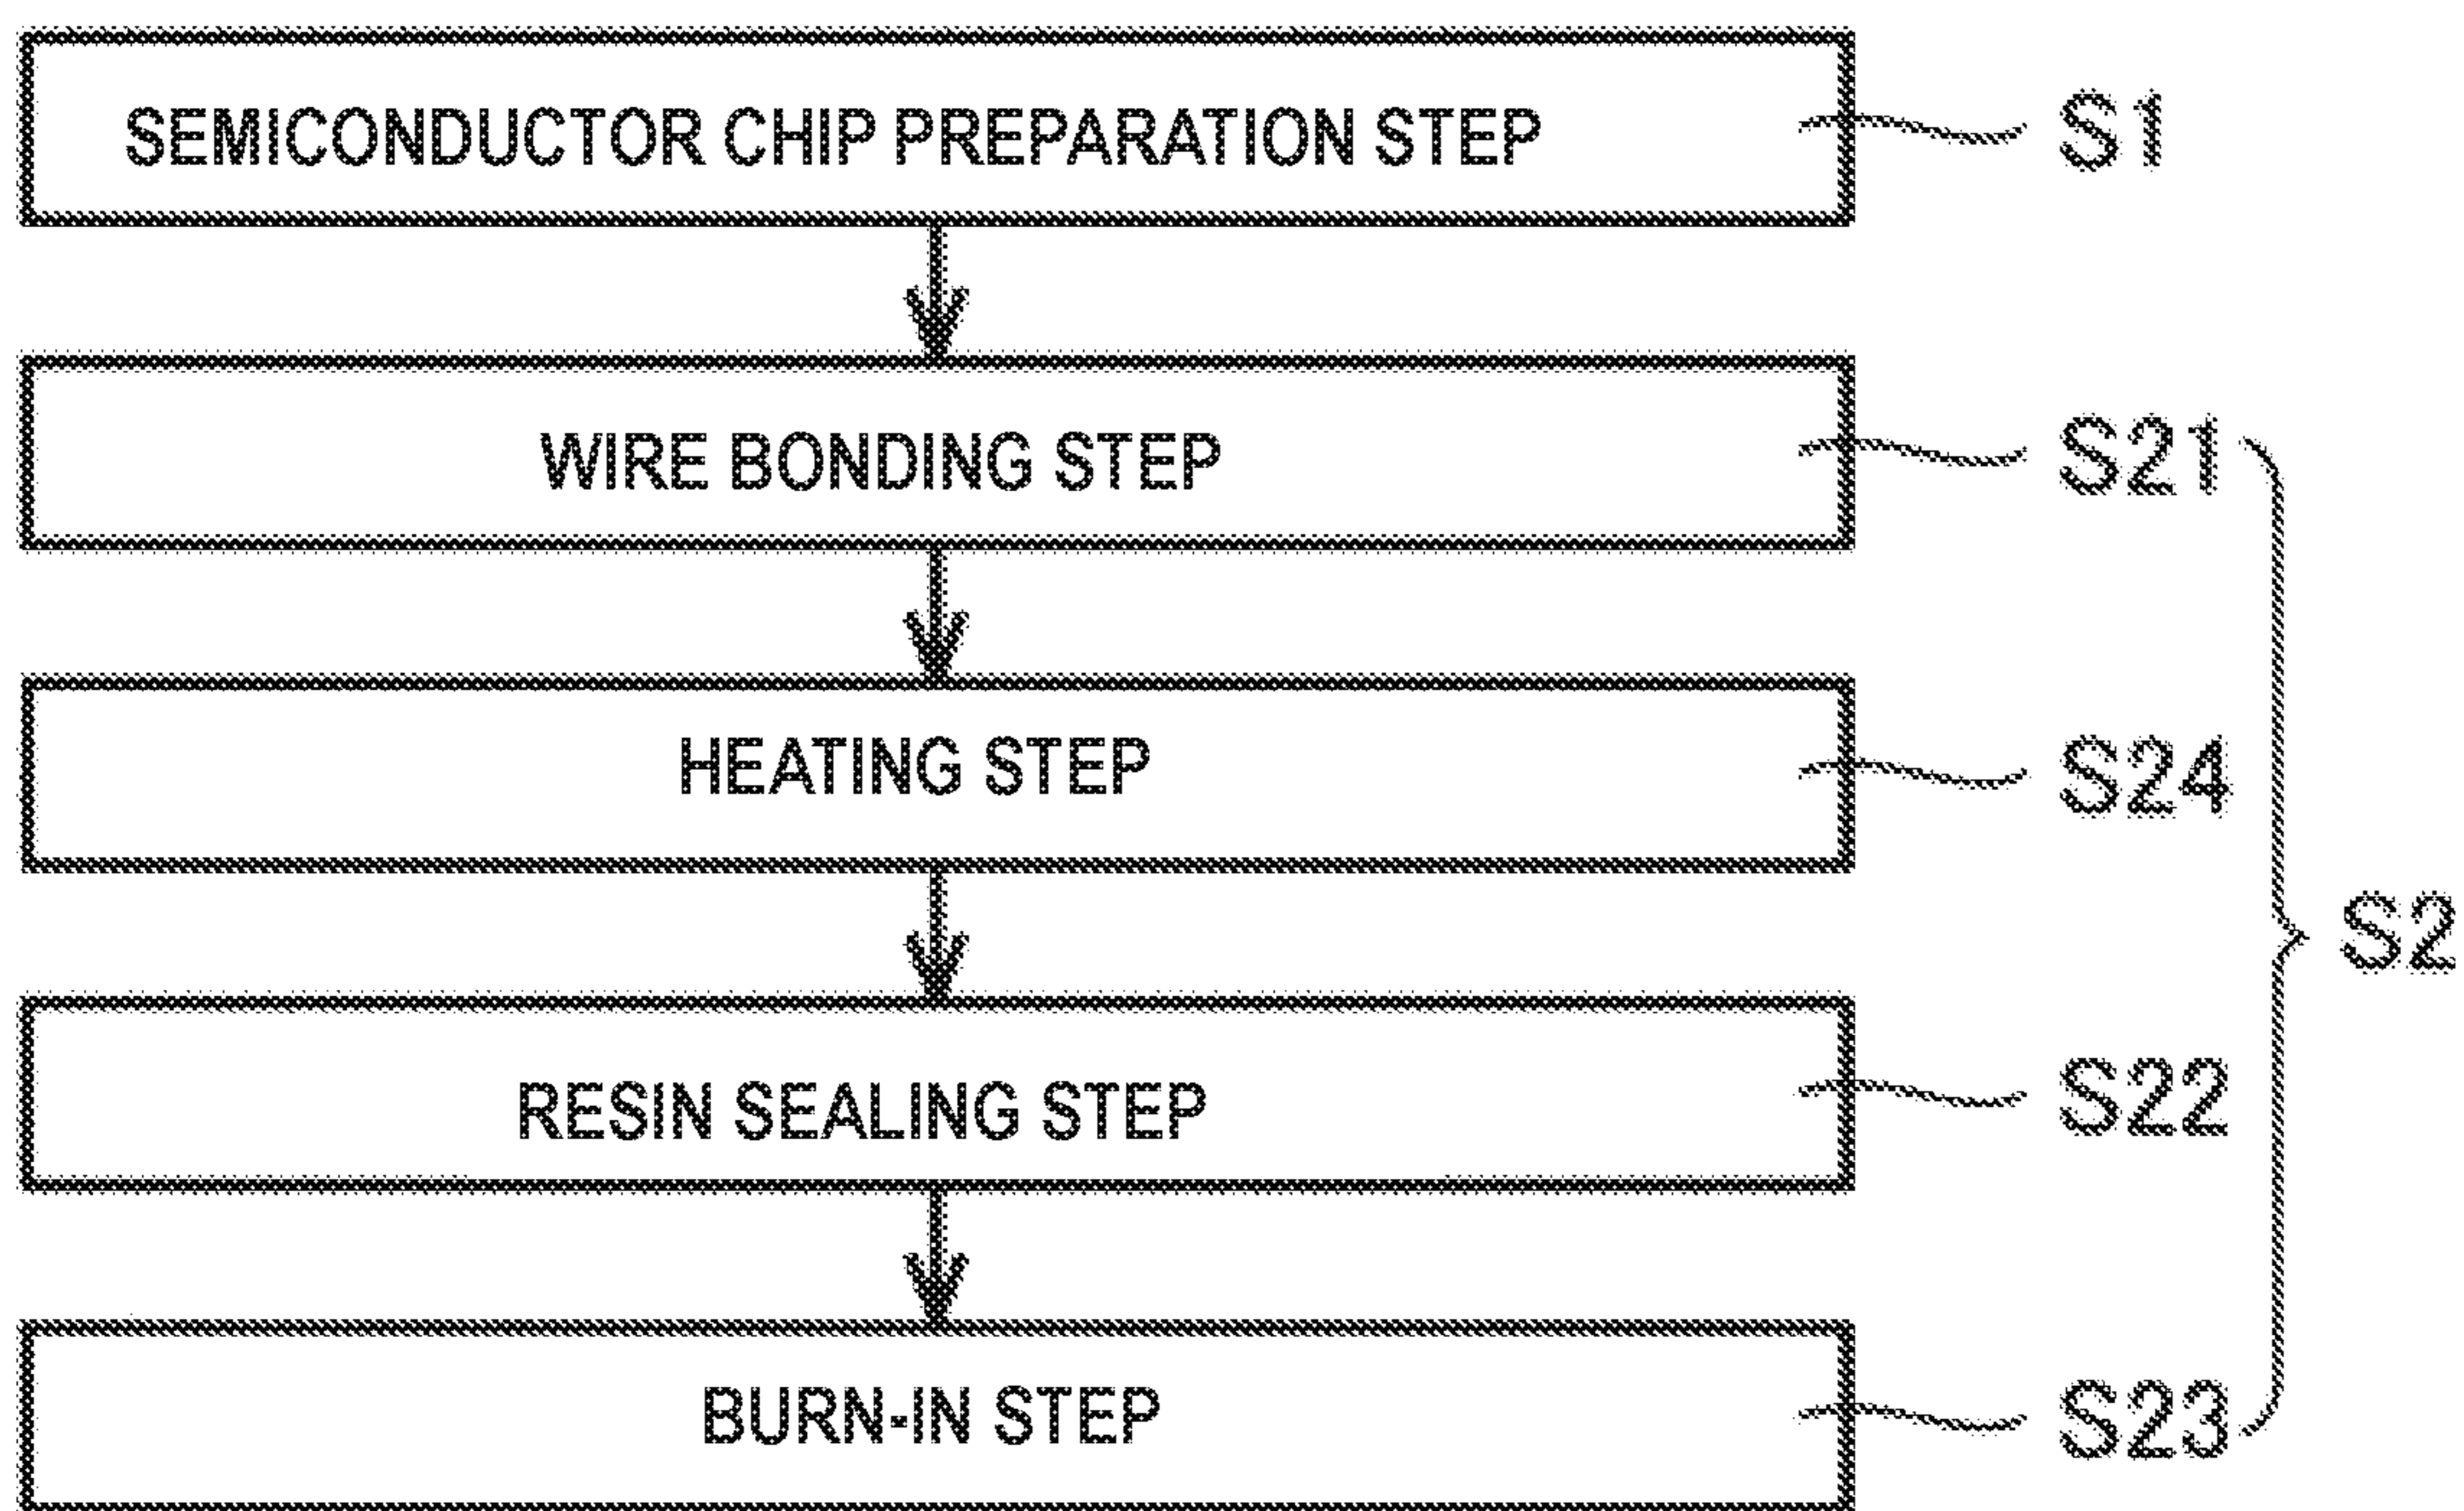 SEMICONDUCTOR CHIP PREPARATION STEP S1
WIRE BONDING STEP S21
HEATING STEP S24
S2
RESIN SEALING STEP S22
BURN-IN STEP S23